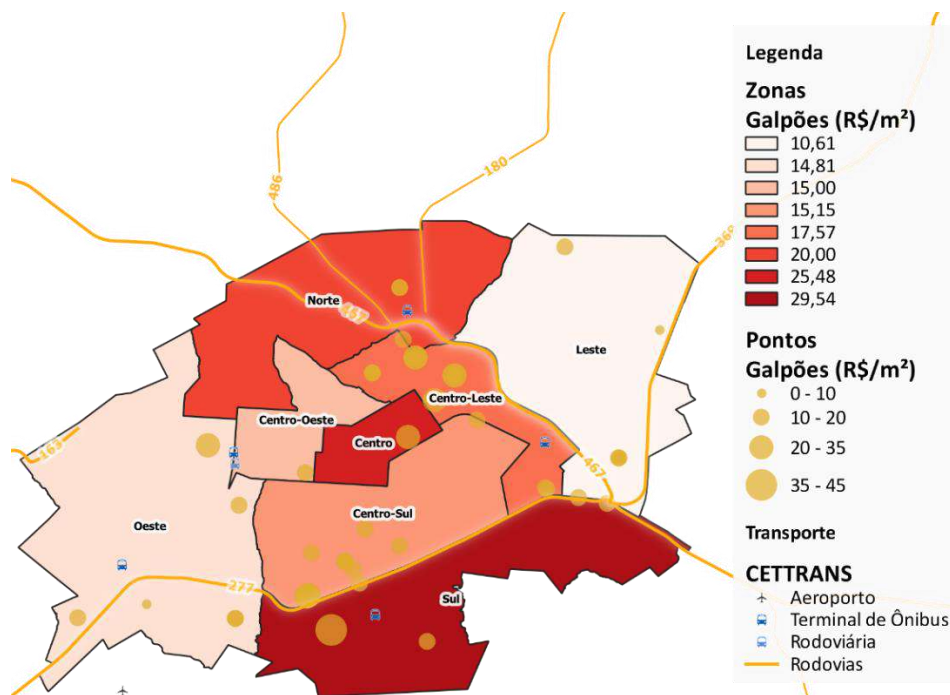 Legenda
Zonas
Galpões (R$/m²)
10,61
14,81
15,00
15,15
17,57
20,00
25,48
29,54
Pontos
Galpões (R$/m²)
0 - 10
10 - 20
20 - 35
35 - 45
Transporte
CETTRANS
Aeroporto
Terminal de Ônibus
Rodoviária
Rodovias
486
180
369
Norte
467
Leste
Centro-Leste
Centro-Oeste
Centro
163
467
Centro-Sul
Oeste
277
Sul